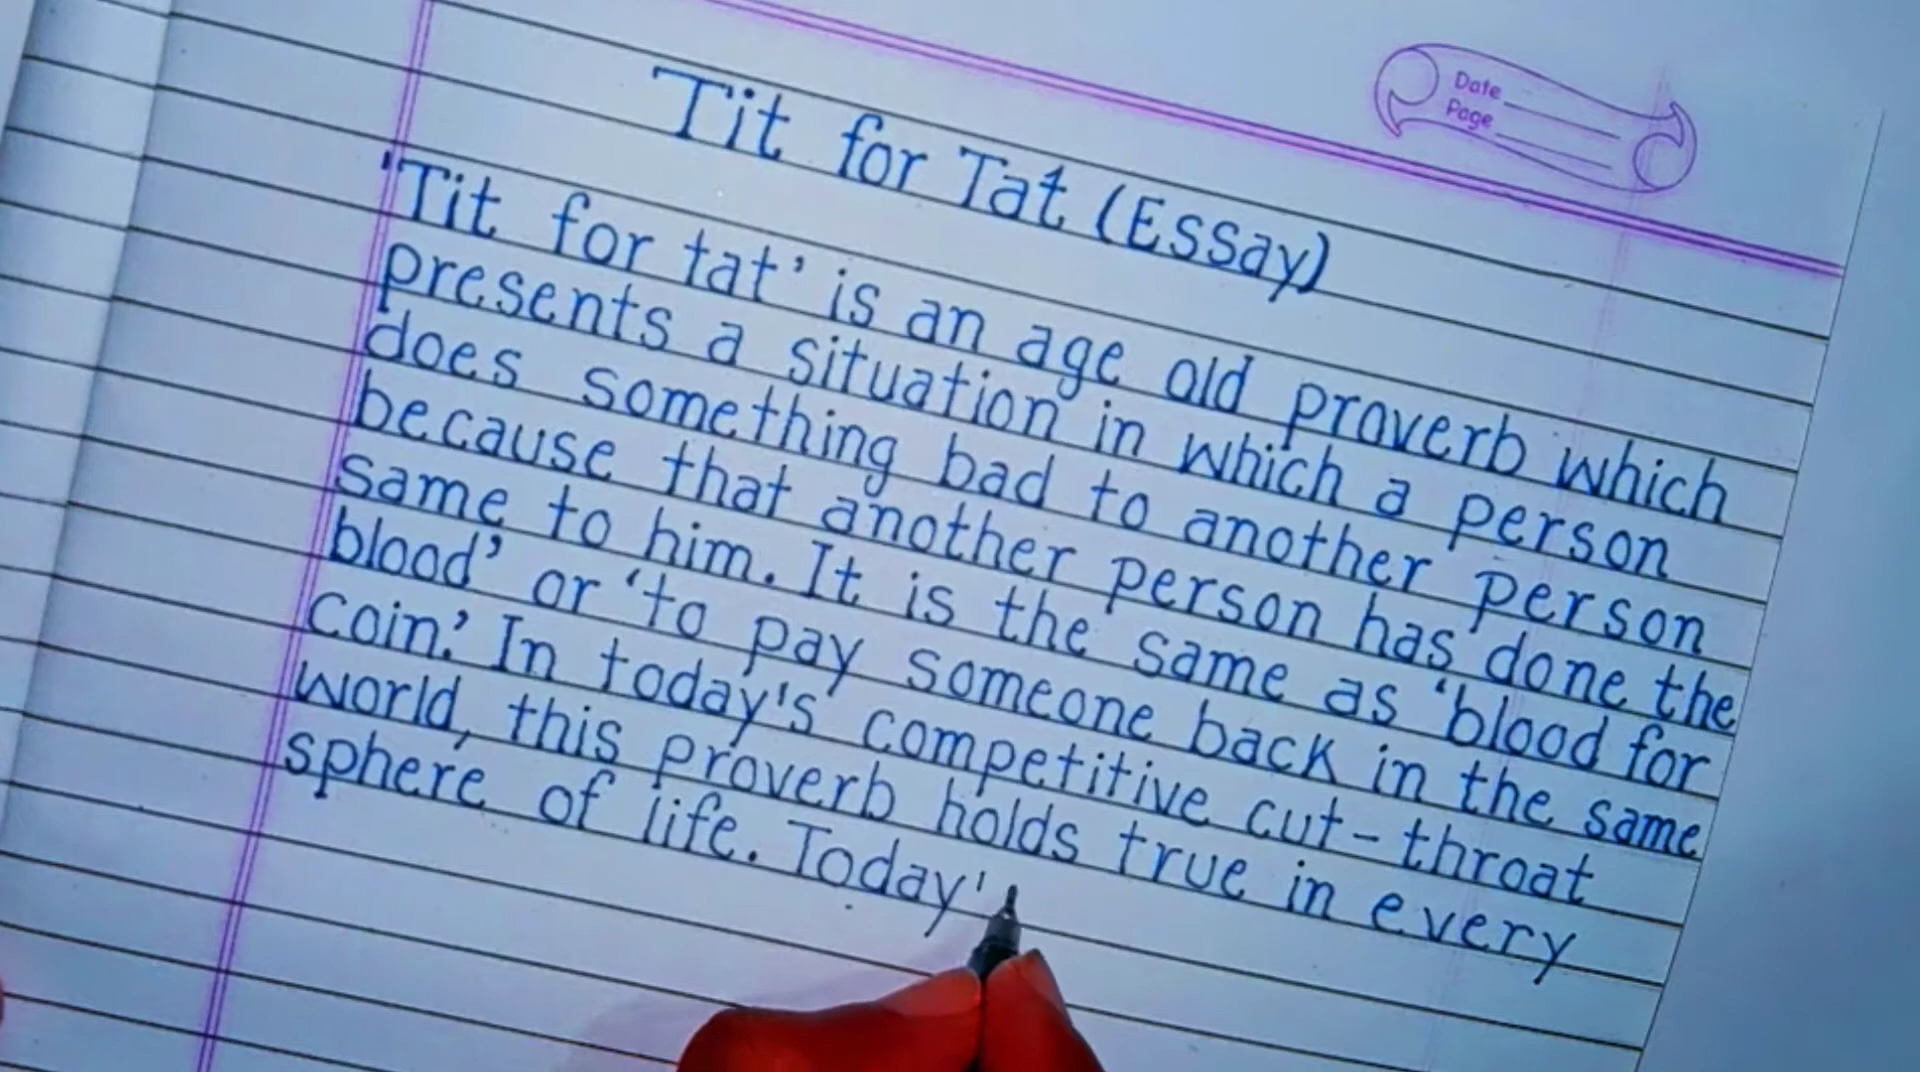 Date
Page
Tit for Tat (Essay)
'Tit for tat' is an age old proverb which
presents a situation in which a person
does something bad to another person
because that another person has done the
same to him. It is the same as 'blood for
blood' or 'to pay someone back in the same
coin.' In today's competitive cut-throat
world, this proverb holds true in every
sphere of life. Today'